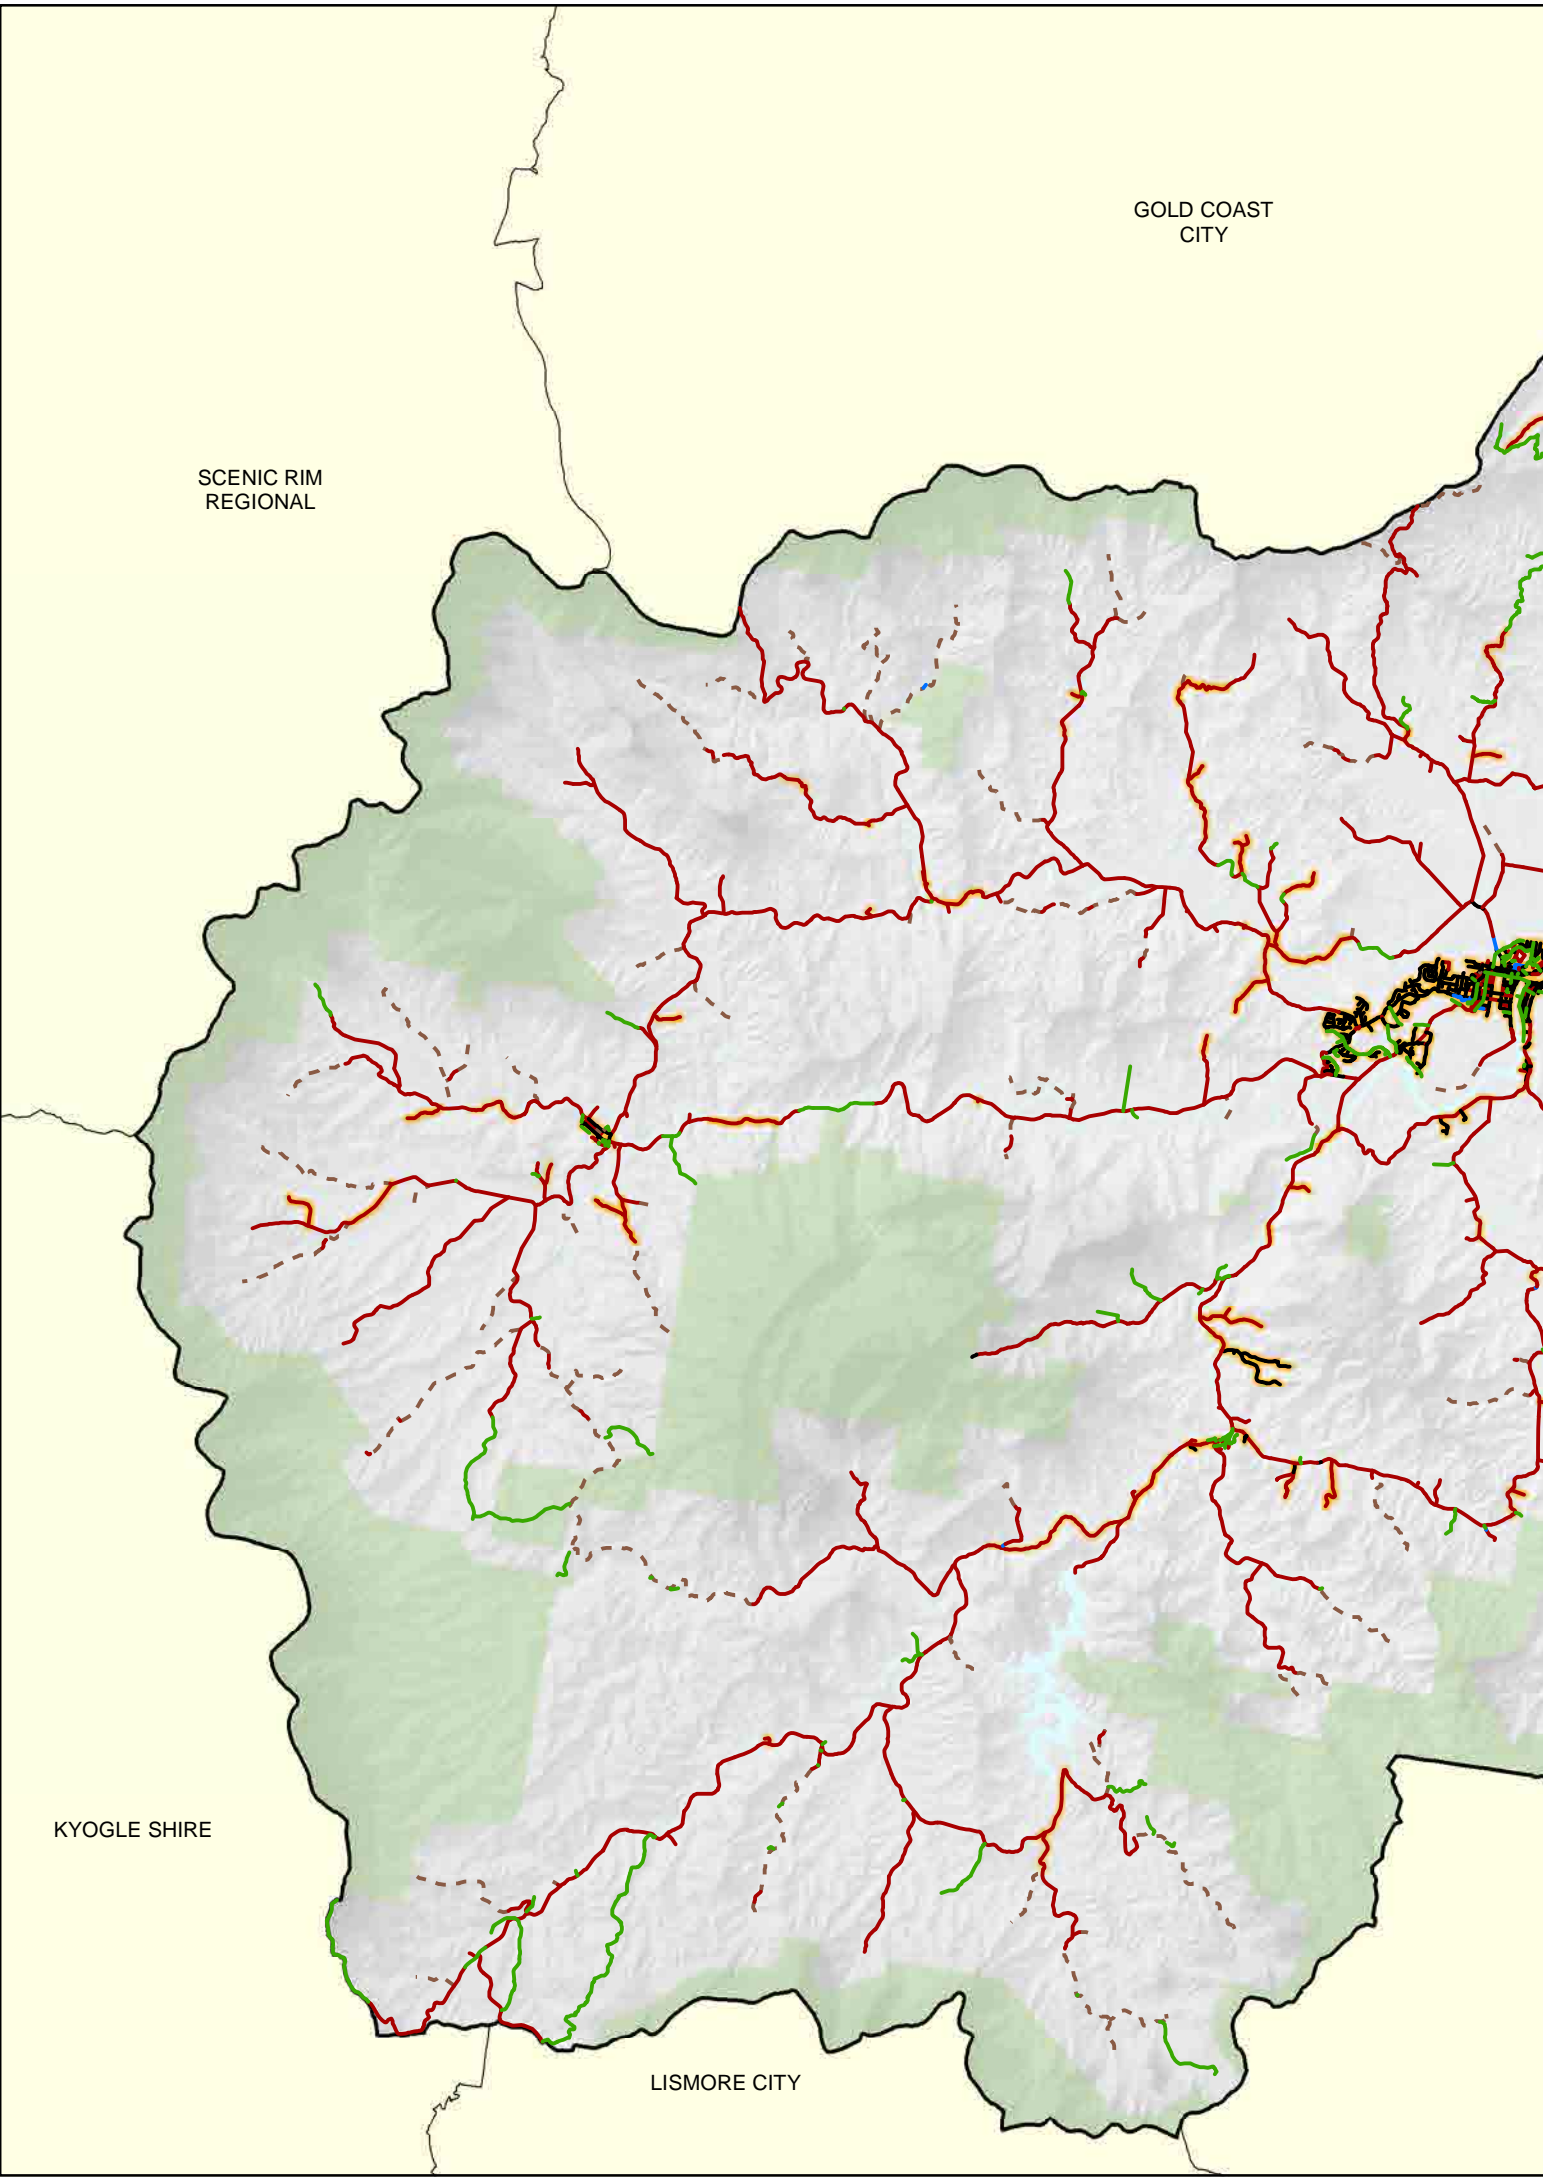 GOLD COAST
CITY
SCENIC RIM
REGIONAL
KYOGLE SHIRE
LISMORE CITY